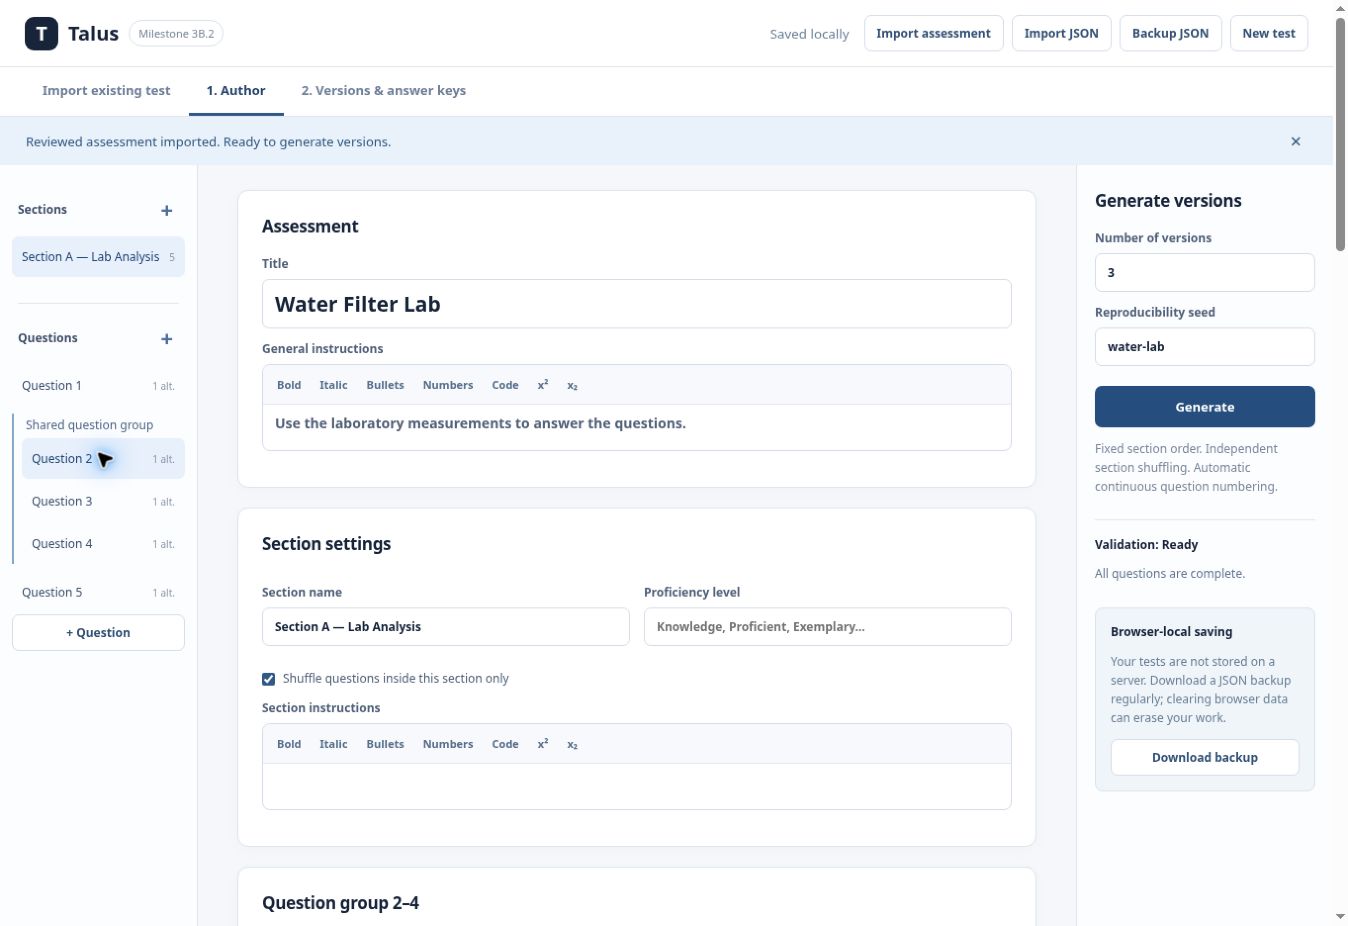 T Talus Milestone 3B.2 Saved locally Import assessment Import JSON Backup JSON New test
Import existing test 1. Author 2. Versions & answer keys
Reviewed assessment imported. Ready to generate versions. ×
Sections +
Section A — Lab Analysis 5
Questions +
Question 1 1 alt.
Shared question group
Question 2 1 alt.
Question 3 1 alt.
Question 4 1 alt.
Question 5 1 alt.
+ Question
Assessment
Title
Water Filter Lab
General instructions
Bold Italic Bullets Numbers Code x² x₂
Use the laboratory measurements to answer the questions.
Section settings
Section name Proficiency level
Section A — Lab Analysis Knowledge, Proficient, Exemplary...
Shuffle questions inside this section only
Section instructions
Bold Italic Bullets Numbers Code x² x₂
Question group 2–4
Generate versions
Number of versions
3
Reproducibility seed
water-lab
Generate
Fixed section order. Independent
section shuffling. Automatic
continuous question numbering.
Validation: Ready
All questions are complete.
Browser-local saving
Your tests are not stored on a
server. Download a JSON backup
regularly; clearing browser data
can erase your work.
Download backup